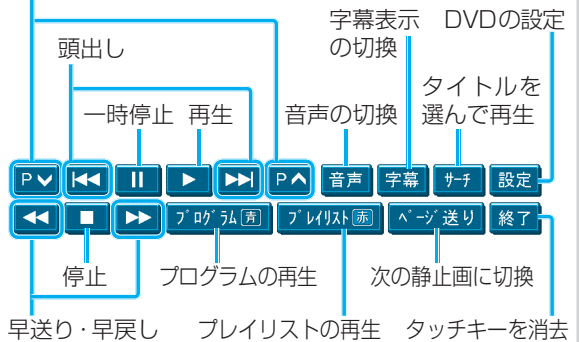 字幕表示
の切換
DVDの設定
頭出し
タイトルを
選んで再生
一時停止
再生
音声の切換
P P 音声 字幕 サーチ 設定
プログラム青 プレイリスト赤 ページ送り 終了
停止
プログラムの再生
次の静止画に切換
早送り・早戻し
プレイリストの再生
タッチキーを消去